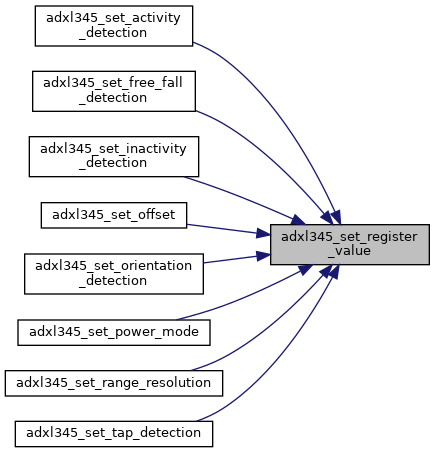 adxl345_set_activity
_detection
adxl345_set_free_fall
_detection
adxl345_set_inactivity
_detection
adxl345_set_offset
adxl345_set_orientation
_detection
adxl345_set_power_mode
adxl345_set_range_resolution
adxl345_set_tap_detection
adxl345_set_register
_value